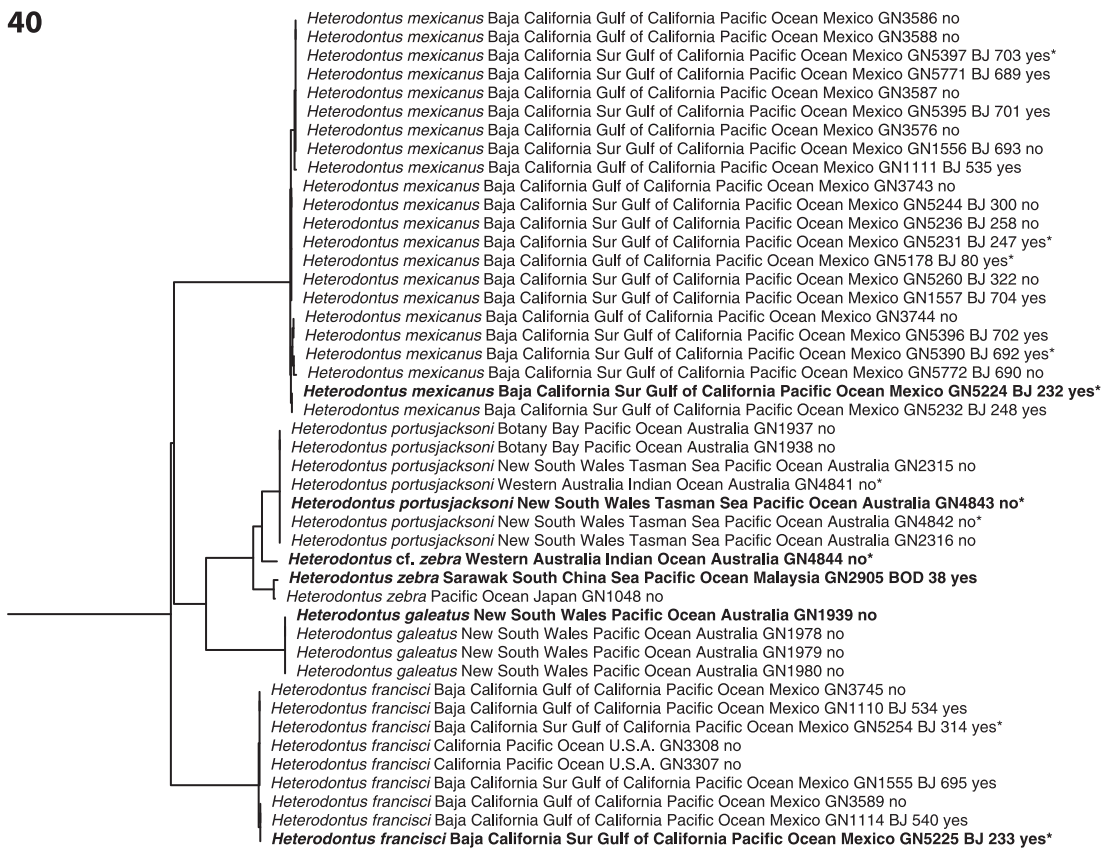 40
Heterodontus mexicanus Baja California Gulf of California Pacific Ocean Mexico GN3586 no
Heterodontus mexicanus Baja California Gulf of California Pacific Ocean Mexico GN3588 no
Heterodontus mexicanus Baja California Sur Gulf of California Pacific Ocean Mexico GN5397 BJ 703 yes*
Heterodontus mexicanus Baja California Sur Gulf of California Pacific Ocean Mexico GN5771 BJ 689 yes
Heterodontus mexicanus Baja California Gulf of California Pacific Ocean Mexico GN3587 no
Heterodontus mexicanus Baja California Sur Gulf of California Pacific Ocean Mexico GN5395 BJ 701 yes
Heterodontus mexicanus Baja California Gulf of California Pacific Ocean Mexico GN3576 no
Heterodontus mexicanus Baja California Sur Gulf of California Pacific Ocean Mexico GN1556 BJ 693 no
Heterodontus mexicanus Baja California Gulf of California Pacific Ocean Mexico GN1111 BJ 535 yes
Heterodontus mexicanus Baja California Gulf of California Pacific Ocean Mexico GN3743 no
Heterodontus mexicanus Baja California Sur Gulf of California Pacific Ocean Mexico GN5244 BJ 300 no
Heterodontus mexicanus Baja California Sur Gulf of California Pacific Ocean Mexico GN5236 BJ 258 no
Heterodontus mexicanus Baja California Sur Gulf of California Pacific Ocean Mexico GN5231 BJ 247 yes*
Heterodontus mexicanus Baja California Gulf of California Pacific Ocean Mexico GN5178 BJ 80 yes*
Heterodontus mexicanus Baja California Sur Gulf of California Pacific Ocean Mexico GN5260 BJ 322 no
Heterodontus mexicanus Baja California Sur Gulf of California Pacific Ocean Mexico GN1557 BJ 704 yes
Heterodontus mexicanus Baja California Gulf of California Pacific Ocean Mexico GN3744 no
Heterodontus mexicanus Baja California Sur Gulf of California Pacific Ocean Mexico GN5396 BJ 702 yes
Heterodontus mexicanus Baja California Sur Gulf of California Pacific Ocean Mexico GN5390 BJ 692 yes*
Heterodontus mexicanus Baja California Sur Gulf of California Pacific Ocean Mexico GN5772 BJ 690 no
Heterodontus mexicanus Baja California Sur Gulf of California Pacific Ocean Mexico GN5224 BJ 232 yes*
Heterodontus mexicanus Baja California Sur Gulf of California Pacific Ocean Mexico GN5232 BJ 248 yes
Heterodontus portusjacksoni Botany Bay Pacific Ocean Australia GN1937 no
Heterodontus portusjacksoni Botany Bay Pacific Ocean Australia GN1938 no
Heterodontus portusjacksoni New South Wales Tasman Sea Pacific Ocean Australia GN2315 no
Heterodontus portusjacksoni Western Australia Indian Ocean Australia GN4841 no*
Heterodontus portusjacksoni New South Wales Tasman Sea Pacific Ocean Australia GN4843 no*
Heterodontus portusjacksoni New South Wales Tasman Sea Pacific Ocean Australia GN4842 no*
Heterodontus portusjacksoni New South Wales Tasman Sea Pacific Ocean Australia GN2316 no
Heterodontus cf. zebra Western Australia Indian Ocean Australia GN4844 no*
Heterodontus zebra Sarawak South China Sea Pacific Ocean Malaysia GN2905 BOD 38 yes
Heterodontus zebra Pacific Ocean Japan GN1048 no
Heterodontus galeatus New South Wales Pacific Ocean Australia GN1939 no
Heterodontus galeatus New South Wales Pacific Ocean Australia GN1978 no
Heterodontus galeatus New South Wales Pacific Ocean Australia GN1979 no
Heterodontus galeatus New South Wales Pacific Ocean Australia GN1980 no
Heterodontus francisci Baja California Gulf of California Pacific Ocean Mexico GN3745 no
Heterodontus francisci Baja California Gulf of California Pacific Ocean Mexico GN1110 BJ 534 yes
Heterodontus francisci Baja California Sur Gulf of California Pacific Ocean Mexico GN5254 BJ 314 yes*
Heterodontus francisci California Pacific Ocean U.S.A. GN3308 no
Heterodontus francisci California Pacific Ocean U.S.A. GN3307 no
Heterodontus francisci Baja California Sur Gulf of California Pacific Ocean Mexico GN1555 BJ 695 yes
Heterodontus francisci Baja California Gulf of California Pacific Ocean Mexico GN3589 no
Heterodontus francisci Baja California Gulf of California Pacific Ocean Mexico GN1114 BJ 540 yes
Heterodontus francisci Baja California Sur Gulf of California Pacific Ocean Mexico GN5225 BJ 233 yes*